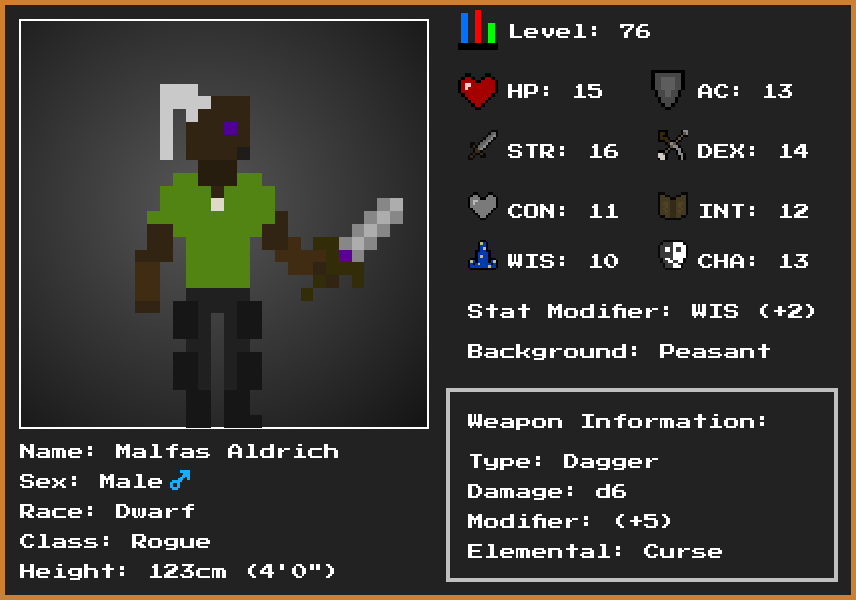 Level: 76
HP: 15 AC: 13
STR: 16 DEX: 14
CON: 11 INT: 12
WIS: 10 CHA: 13
Stat Modifier: WIS (+2)
Background: Peasant
Weapon Information:
Type: Dagger
Damage: d6
Modifier: (+5)
Elemental: Curse
Name: Malfas Aldrich
Sex: Male♂
Race: Dwarf
Class: Rogue
Height: 123cm (4'0")